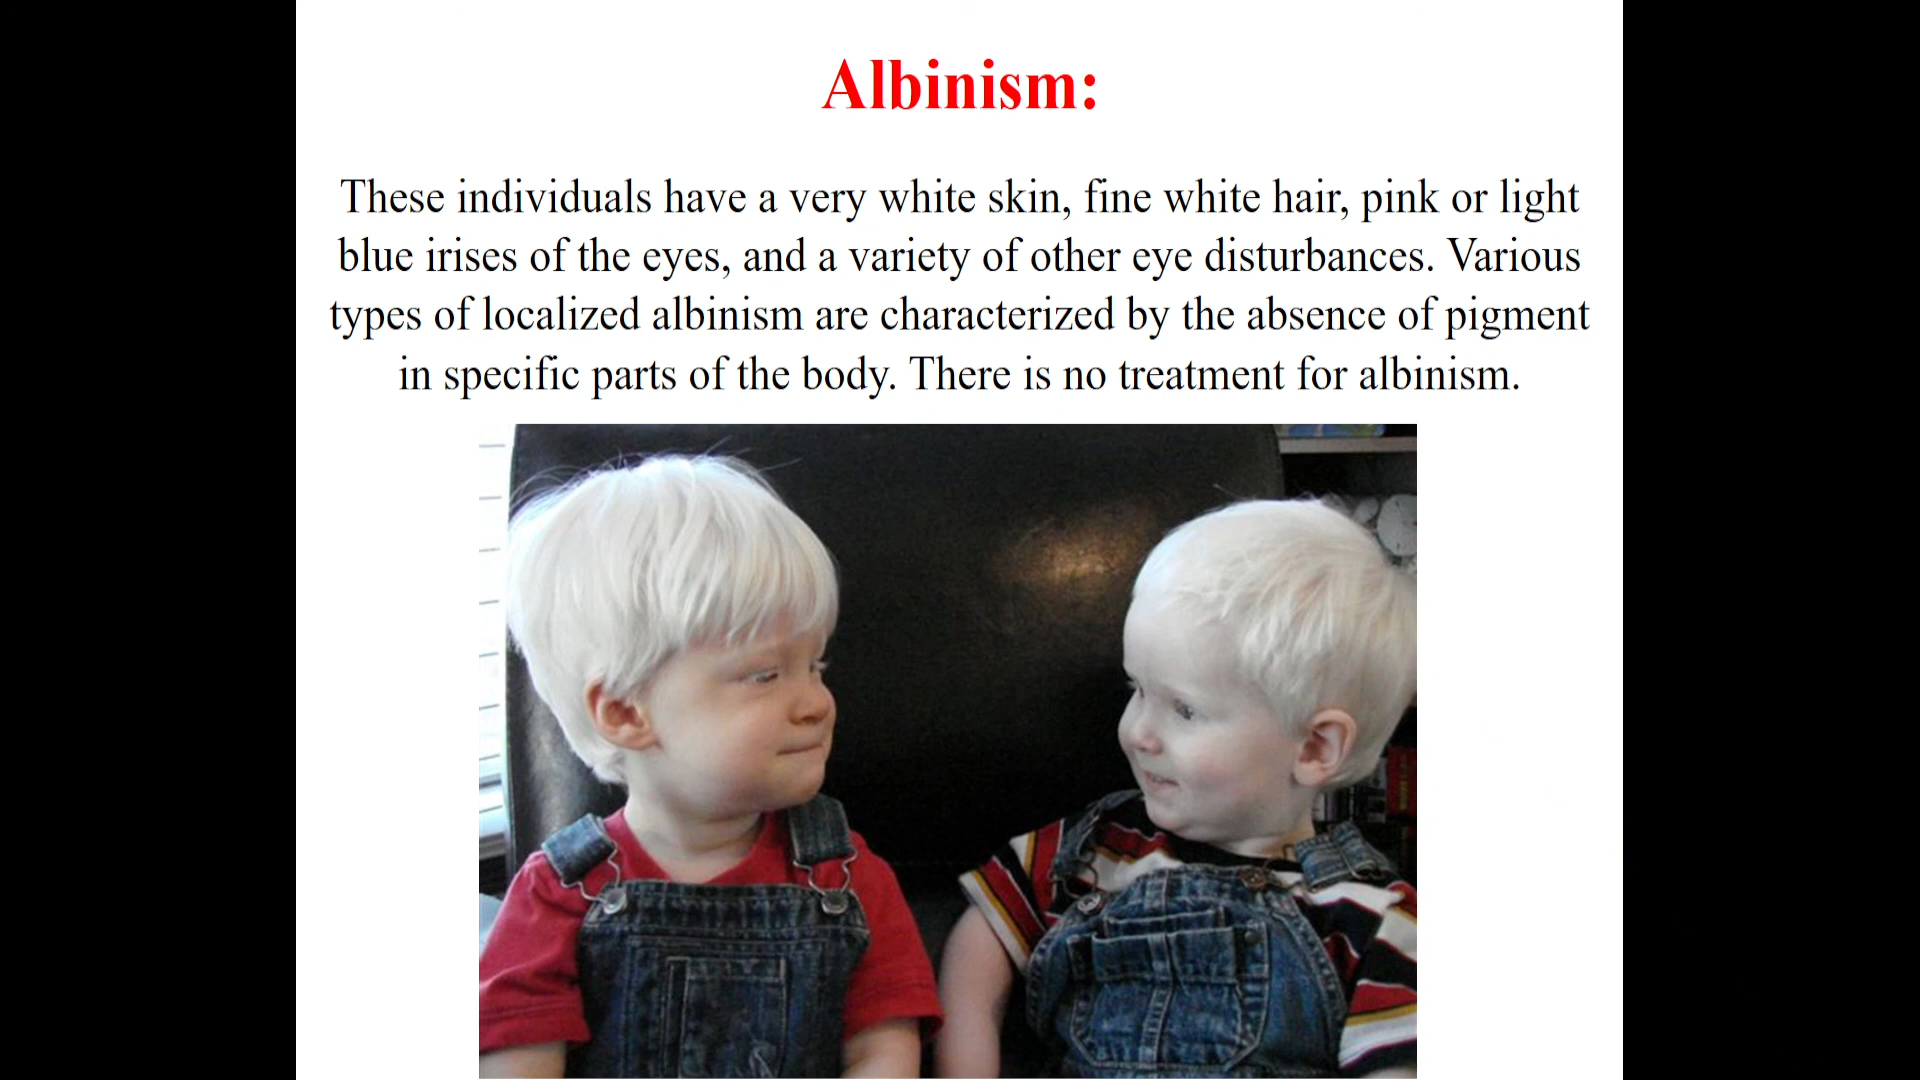 Albinism:
These individuals have a very white skin, fine white hair, pink or light
blue irises of the eyes, and a variety of other eye disturbances. Various
types of localized albinism are characterized by the absence of pigment
in specific parts of the body. There is no treatment for albinism.